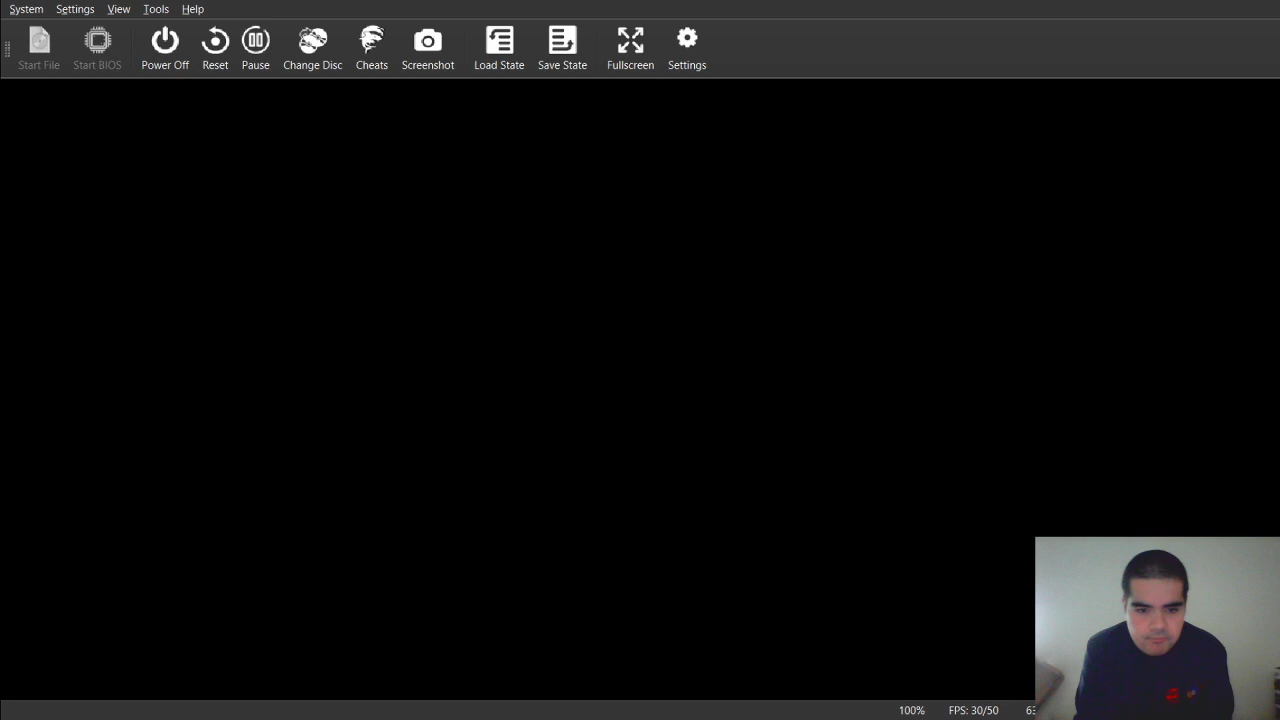 System Settings View Tools Help
Start File Start BIOS Power Off Reset Pause Change Disc Cheats Screenshot Load State Save State Fullscreen Settings
100% FPS: 30/50 63